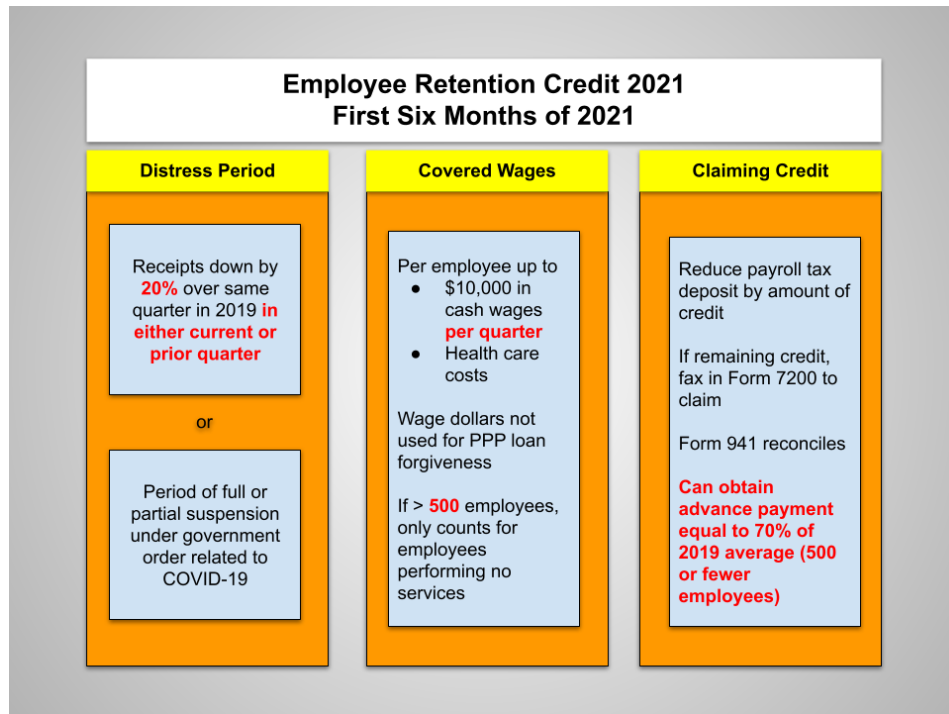 Employee Retention Credit 2021
First Six Months of 2021
Distress Period
Receipts down by
20% over same
quarter in 2019 in
either current or
prior quarter
or
Period of full or
partial suspension
under government
order related to
COVID-19
Covered Wages
Per employee up to
● $10,000 in
cash wages
per quarter
● Health care
costs
Wage dollars not
used for PPP loan
forgiveness
If > 500 employees,
only counts for
employees
performing no
services
Claiming Credit
Reduce payroll tax
deposit by amount of
credit
If remaining credit,
fax in Form 7200 to
claim
Form 941 reconciles
Can obtain
advance payment
equal to 70% of
2019 average (500
or fewer
employees)